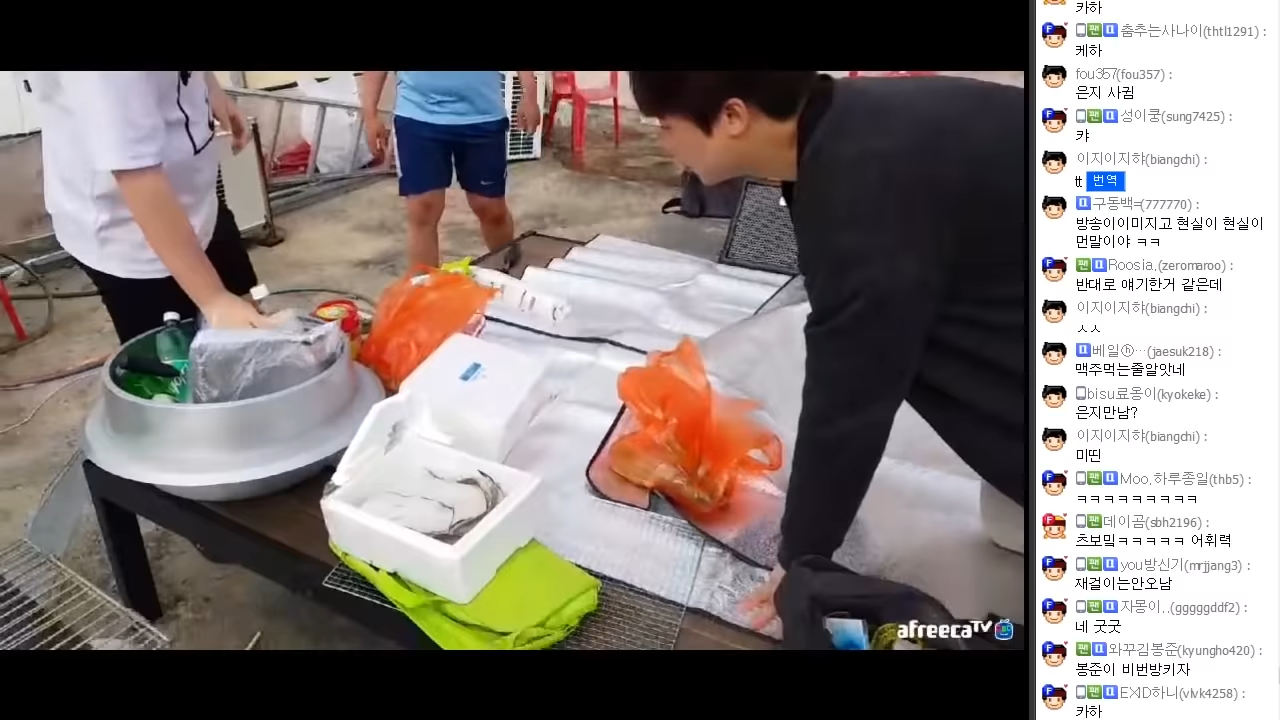 카하
춤추는사나이(thtl1291) :
케하
fou357(fou357) :
은지 사귐
성이쿵(sung7425) :
캬
이지이지햐(biangchi) :
tt 번역
구동백=(777770) :
방송이이미지고 현실이 현실이
먼말이야 ㅋㅋ
Roosia.(zeromaroo) :
반대로 얘기한거 같은데
이지이지햐(biangchi) :
ㅅㅅ
베일ⓗ…(jaesuk218) :
맥주먹는줄알앗네
bisu료몽이(kyokeke) :
은지만남?
이지이지햐(biangchi) :
미띤
Moo.하루종일(thb5) :
ㅋㅋㅋㅋㅋㅋㅋㅋㅋ
데이곰(sbh2196) :
츠보밐ㅋㅋㅋㅋㅋ 어휘력
you방신기(mrjjang3) :
재걸이는안오남
자몽이..(gggggddf2) :
네 굿굿
와꾸김봉준(kyungho420) :
봉준이 비번방키자
EXID하니(vlvk4258) :
카하
afreecaTV